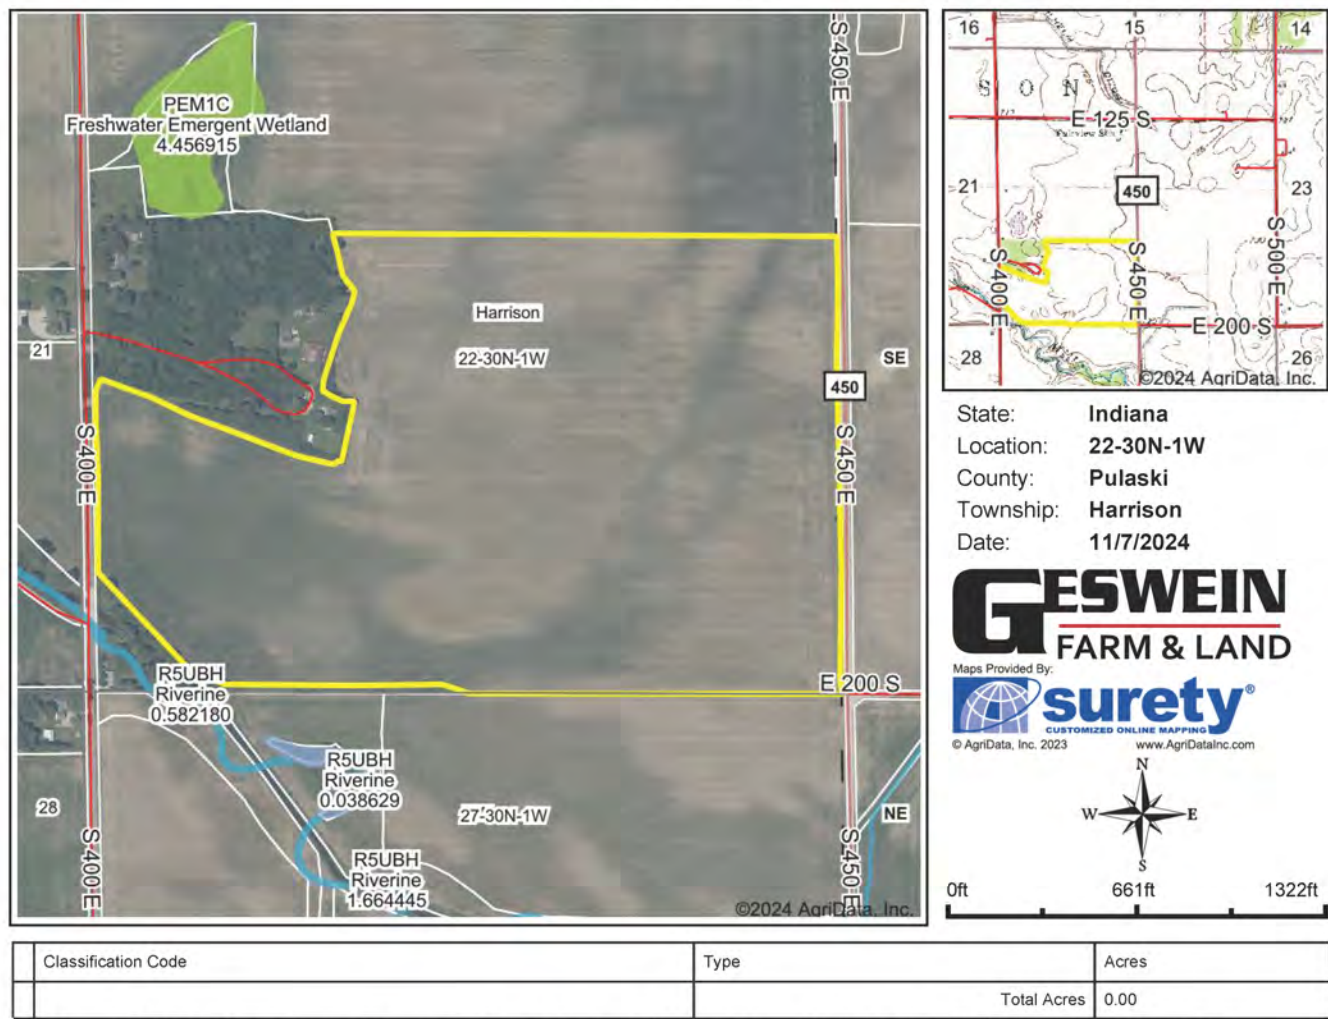 PEM1C
Freshwater Emergent Wetland
4.456915
S 450 E
Harrison
22-30N-1W
21
SE
450
S 400 E
S 450 E
E 200 S
R5UBH
Riverine
0.582180
R5UBH
Riverine
0.038629
28
27-30N-1W
NE
S 400 E
R5UBH
Riverine
1.664445
S 450 E
©2024 AgriData, Inc.
16
15
14
S O N
E 125 S
21
450
23
S 400 E
S 450 E
S 500 E
E 200 S
28
26
©2024 AgriData, Inc.
State: Indiana
Location: 22-30N-1W
County: Pulaski
Township: Harrison
Date: 11/7/2024
GESWEIN
FARM & LAND
Maps Provided By:
surety®
CUSTOMIZED ONLINE MAPPING
© AgriData, Inc. 2023 www.AgriDataInc.com
N
W E
S
0ft 661ft 1322ft
Classification Code Type Acres
Total Acres 0.00